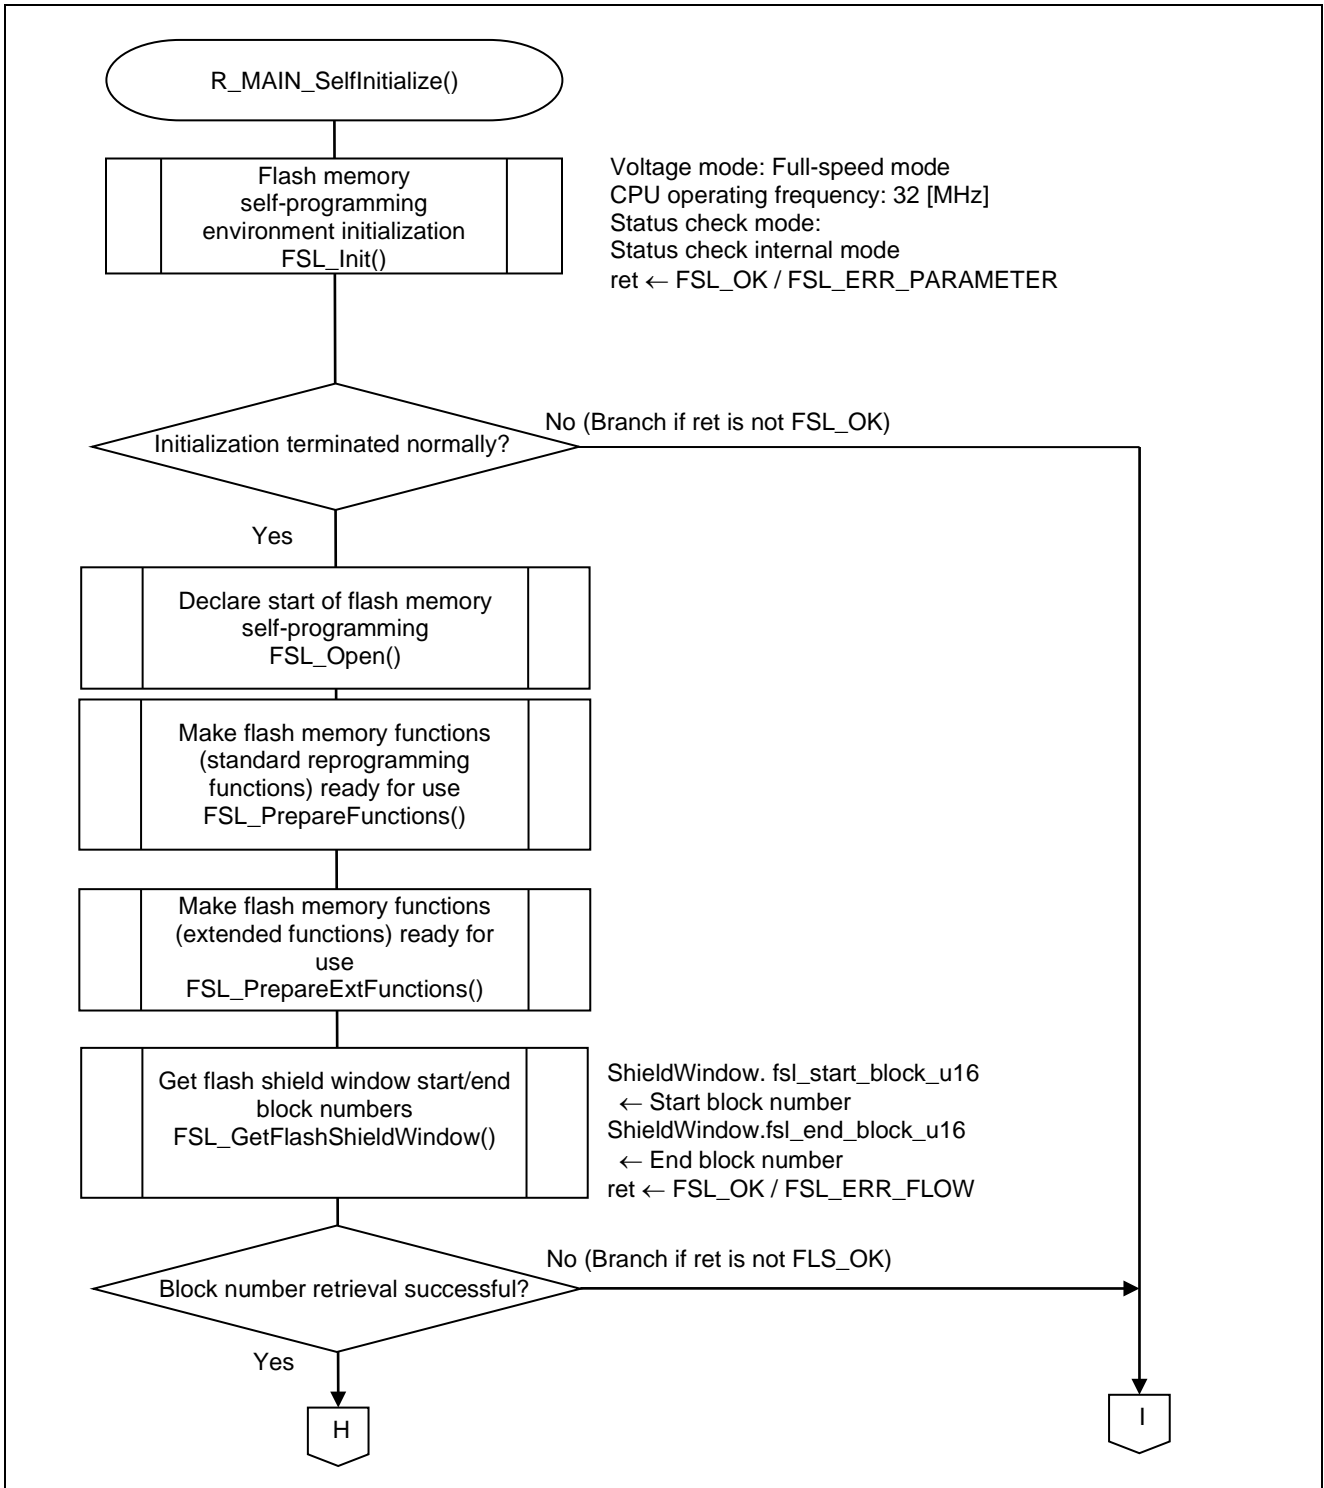 R_MAIN_SelfInitialize()
Flash memory
self-programming
environment initialization
FSL_Init()
Voltage mode: Full-speed mode
CPU operating frequency: 32 [MHz]
Status check mode:
Status check internal mode
ret ← FSL_OK / FSL_ERR_PARAMETER
Initialization terminated normally?
No (Branch if ret is not FSL_OK)
Yes
Declare start of flash memory
self-programming
FSL_Open()
Make flash memory functions
(standard reprogramming
functions) ready for use
FSL_PrepareFunctions()
Make flash memory functions
(extended functions) ready for
use
FSL_PrepareExtFunctions()
Get flash shield window start/end
block numbers
FSL_GetFlashShieldWindow()
ShieldWindow. fsl_start_block_u16
← Start block number
ShieldWindow.fsl_end_block_u16
← End block number
ret ← FSL_OK / FSL_ERR_FLOW
Block number retrieval successful?
No (Branch if ret is not FLS_OK)
Yes
H
I